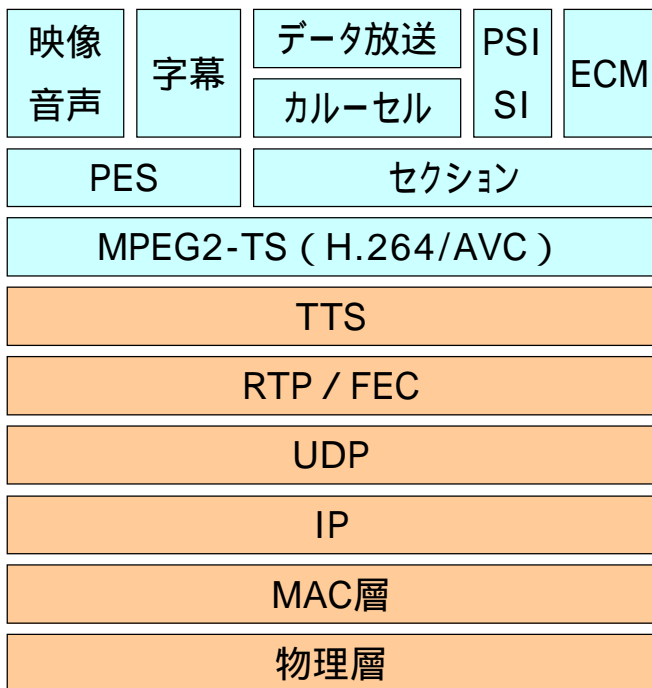 映像
音声
字幕
データ放送
カルーセル
PSI
SI
ECM
PES
セクション
MPEG2-TS（H.264/AVC）
TTS
RTP / FEC
UDP
IP
MAC層
物理層